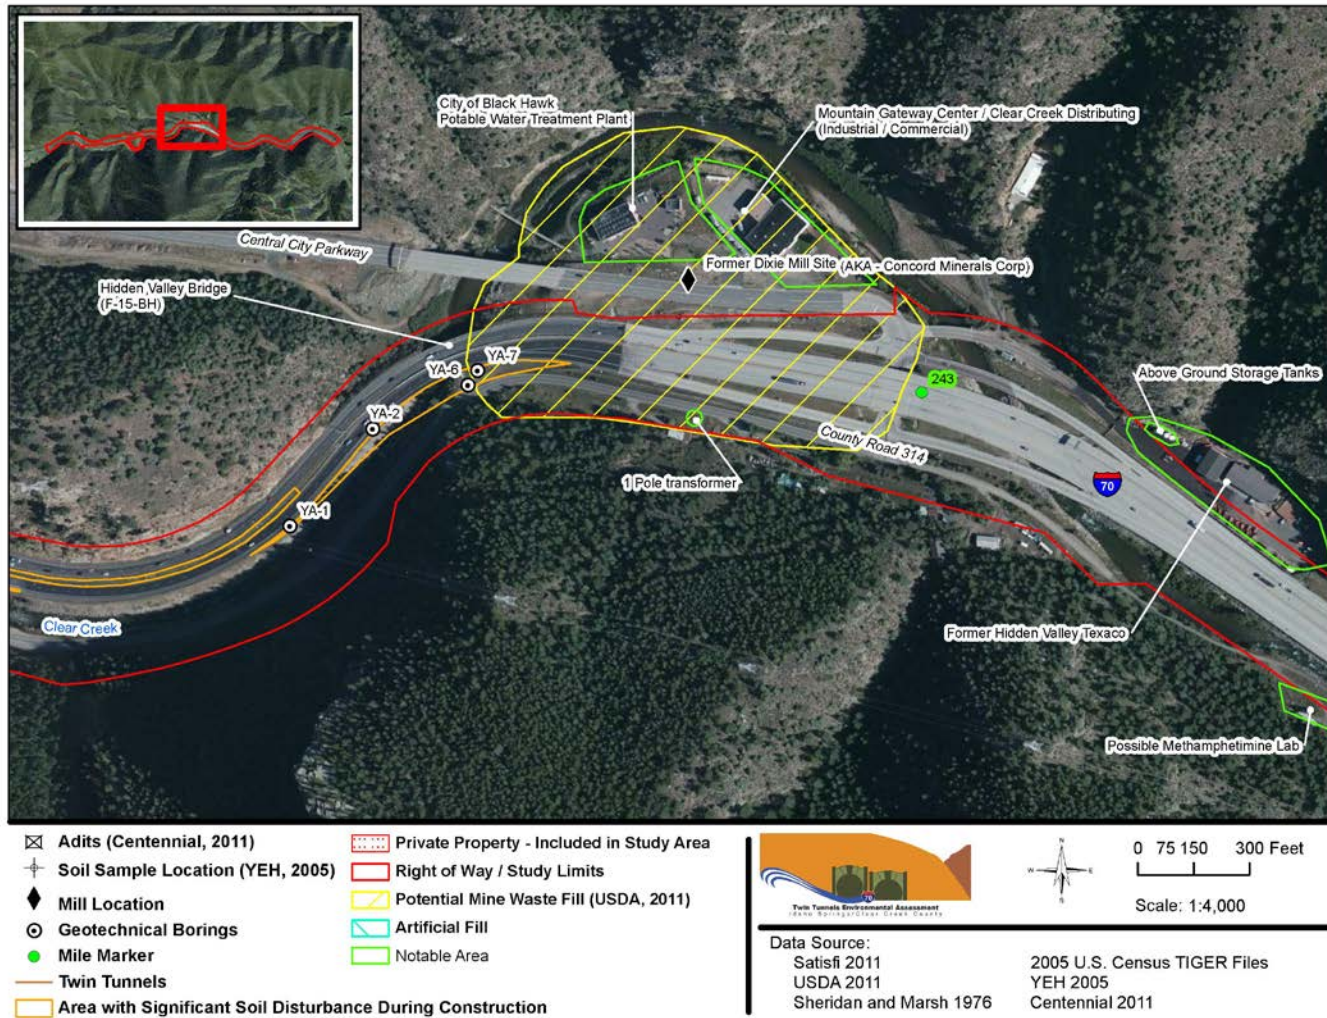 City of Black Hawk
Potable Water Treatment Plant
Mountain Gateway Center / Clear Creek Distributing
(Industrial / Commercial)
Central City Parkway
Former Dixie Mill Site (AKA - Concord Minerals Corp)
Hidden Valley Bridge
(F-15-BH)
YA-7
YA-6
243
Above Ground Storage Tanks
YA-2
County Road 314
1 Pole transformer
70
YA-1
Clear Creek
Former Hidden Valley Texaco
Possible Methamphetimine Lab
Adits (Centennial, 2011)
Soil Sample Location (YEH, 2005)
Mill Location
Geotechnical Borings
Mile Marker
Twin Tunnels
Area with Significant Soil Disturbance During Construction
Private Property - Included in Study Area
Right of Way / Study Limits
Potential Mine Waste Fill (USDA, 2011)
Artificial Fill
Notable Area
70
Twin Tunnels Environmental Assessment
Idaho Springs/Clear Creek County
N
W E
S
0 75 150 300 Feet
Scale: 1:4,000
Data Source:
Satisfi 2011
USDA 2011
Sheridan and Marsh 1976
2005 U.S. Census TIGER Files
YEH 2005
Centennial 2011